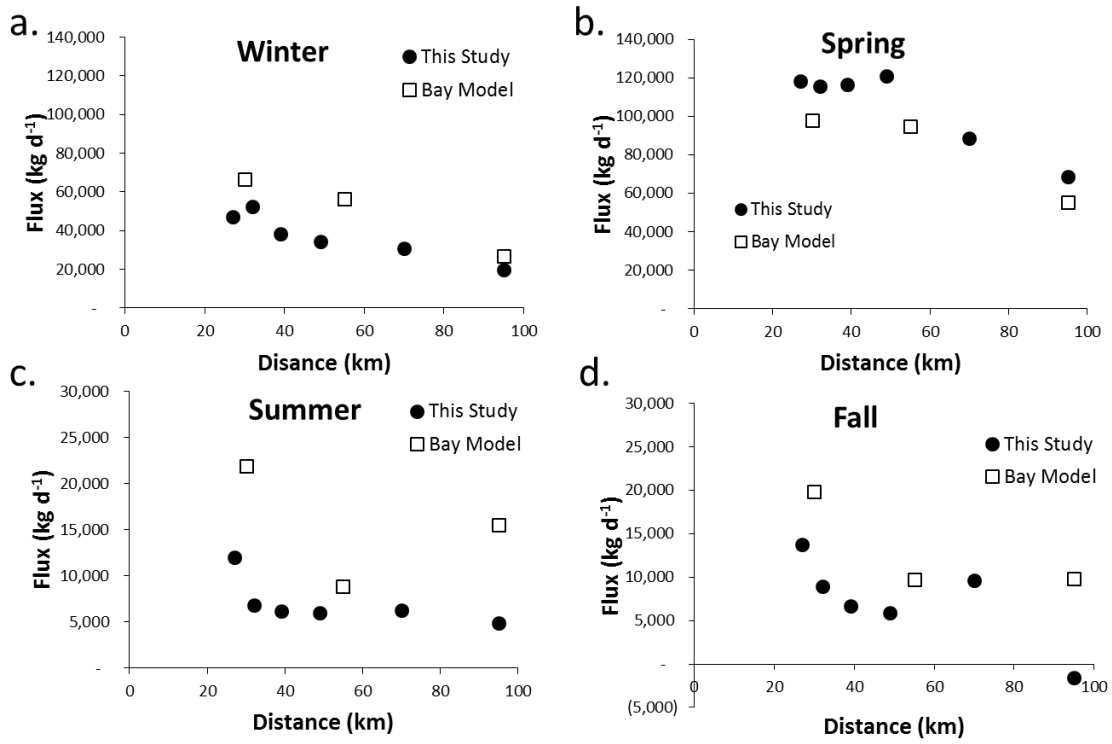 a.
Winter
This Study
Bay Model
Flux (kg d-1)
140,000
120,000
100,000
80,000
60,000
40,000
20,000
-
0 20 40 60 80 100
Disance (km)
b.
Spring
This Study
Bay Model
Flux (kg d-1)
140,000
120,000
100,000
80,000
60,000
40,000
20,000
-
0 20 40 60 80 100
Distance (km)
c.
Summer
This Study
Bay Model
Flux (kg d-1)
30,000
25,000
20,000
15,000
10,000
5,000
-
0 20 40 60 80 100
Distance (km)
d.
Fall
This Study
Bay Model
Flux (kg d-1)
30,000
25,000
20,000
15,000
10,000
5,000
-
(5,000)
0 20 40 60 80 100
Distance (km)